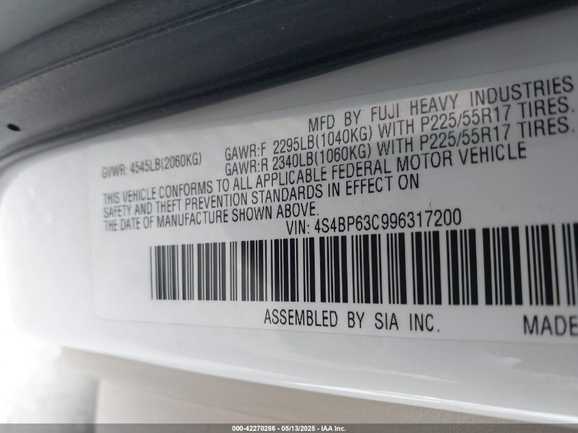 MFD BY FUJI HEAVY INDUSTRIES
GVWR: 4545LB(2060KG) GAWR:F 2295LB(1040KG) WITH P225/55R17 TIRES.
GAWR:R 2340LB(1060KG) WITH P225/55R17 TIRES.
THIS VEHICLE CONFORMS TO ALL APPLICABLE FEDERAL MOTOR VEHICLE
SAFETY AND THEFT PREVENTION STANDARDS IN EFFECT ON
THE DATE OF MANUFACTURE SHOWN ABOVE.
VIN: 4S4BP63C996317200
ASSEMBLED BY SIA INC. MADE
000-42270266 - 05/13/2025 - IAA Inc.